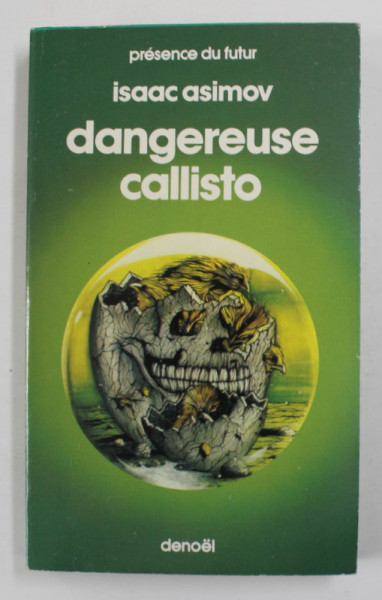 présence du futur
isaac asimov
dangereuse
callisto
denoël